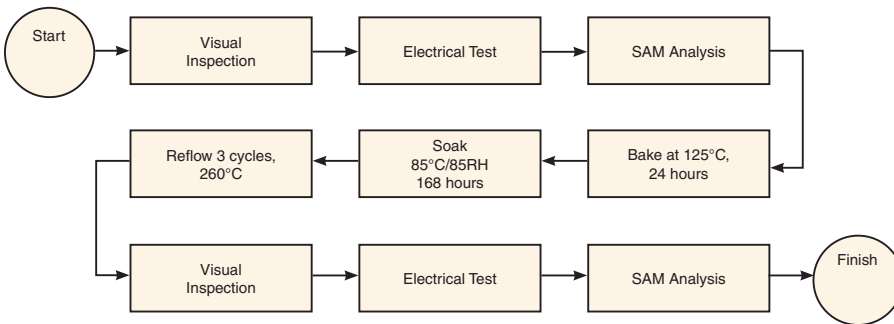 Start
Visual
Inspection
Electrical Test
SAM Analysis
Bake at 125°C,
24 hours
Soak
85°C/85RH
168 hours
Reflow 3 cycles,
260°C
Visual
Inspection
Electrical Test
SAM Analysis
Finish